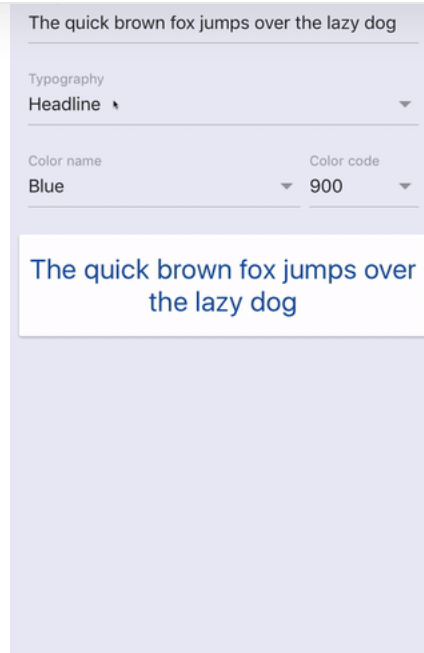 The quick brown fox jumps over the lazy dog
Typography
Headline
Color name
Color code
Blue
900
The quick brown fox jumps over
the lazy dog